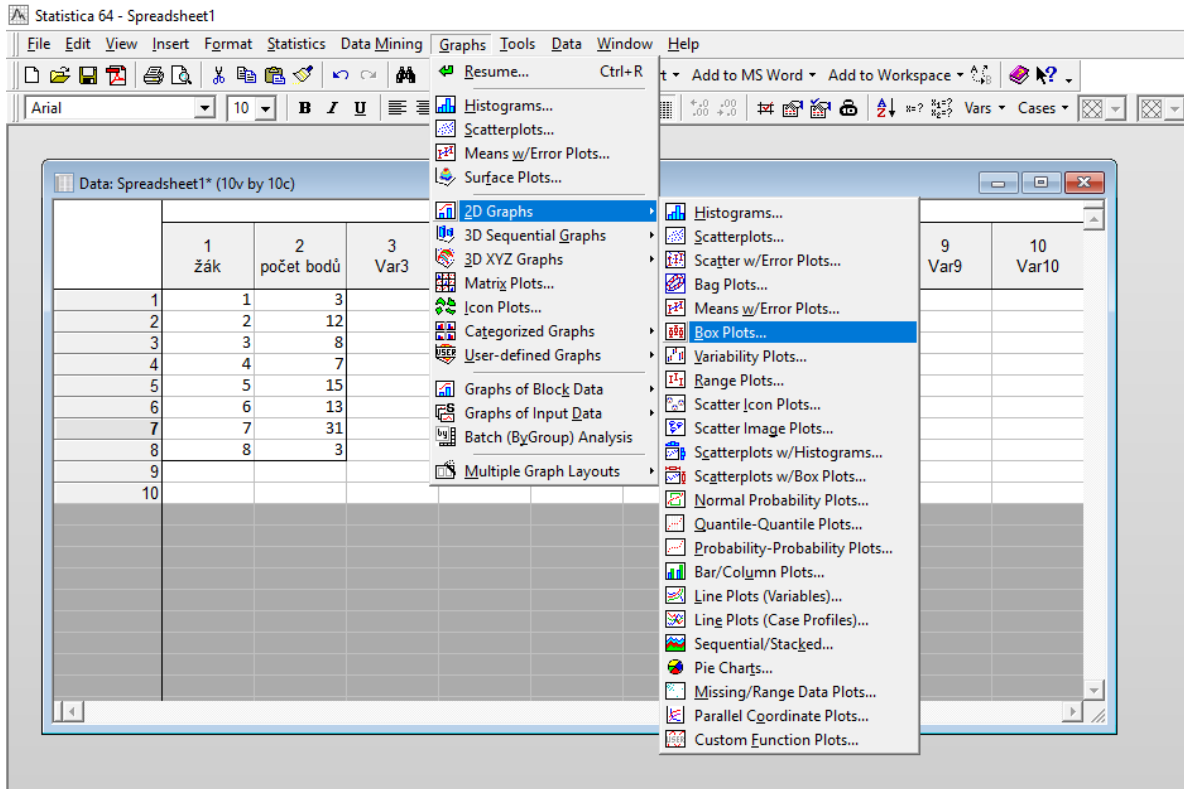 Statistica 64 - Spreadsheet1
File Edit View Insert Format Statistics Data Mining Graphs Tools Data Window Help
Resume... Ctrl+R
Add to MS Word Add to Workspace
Arial 10 B I U
Vars Cases
Histograms...
Scatterplots...
Means w/Error Plots...
Surface Plots...
2D Graphs
3D Sequential Graphs
3D XYZ Graphs
Matrix Plots...
Icon Plots...
Categorized Graphs
User-defined Graphs
Graphs of Block Data
Graphs of Input Data
Batch (ByGroup) Analysis
Multiple Graph Layouts
Histograms...
Scatterplots...
Scatter w/Error Plots...
Bag Plots...
Means w/Error Plots...
Box Plots...
Variability Plots...
Range Plots...
Scatter Icon Plots...
Scatter Image Plots...
Scatterplots w/Histograms...
Scatterplots w/Box Plots...
Normal Probability Plots...
Quantile-Quantile Plots...
Probability-Probability Plots...
Bar/Column Plots...
Line Plots (Variables)...
Line Plots (Case Profiles)...
Sequential/Stacked...
Pie Charts...
Missing/Range Data Plots...
Parallel Coordinate Plots...
Custom Function Plots...
Data: Spreadsheet1* (10v by 10c)
1 2 3 9 10
žák počet bodů Var3 Var9 Var10
1 1 3
2 2 12
3 3 8
4 4 7
5 5 15
6 6 13
7 7 31
8 8 3
9
10